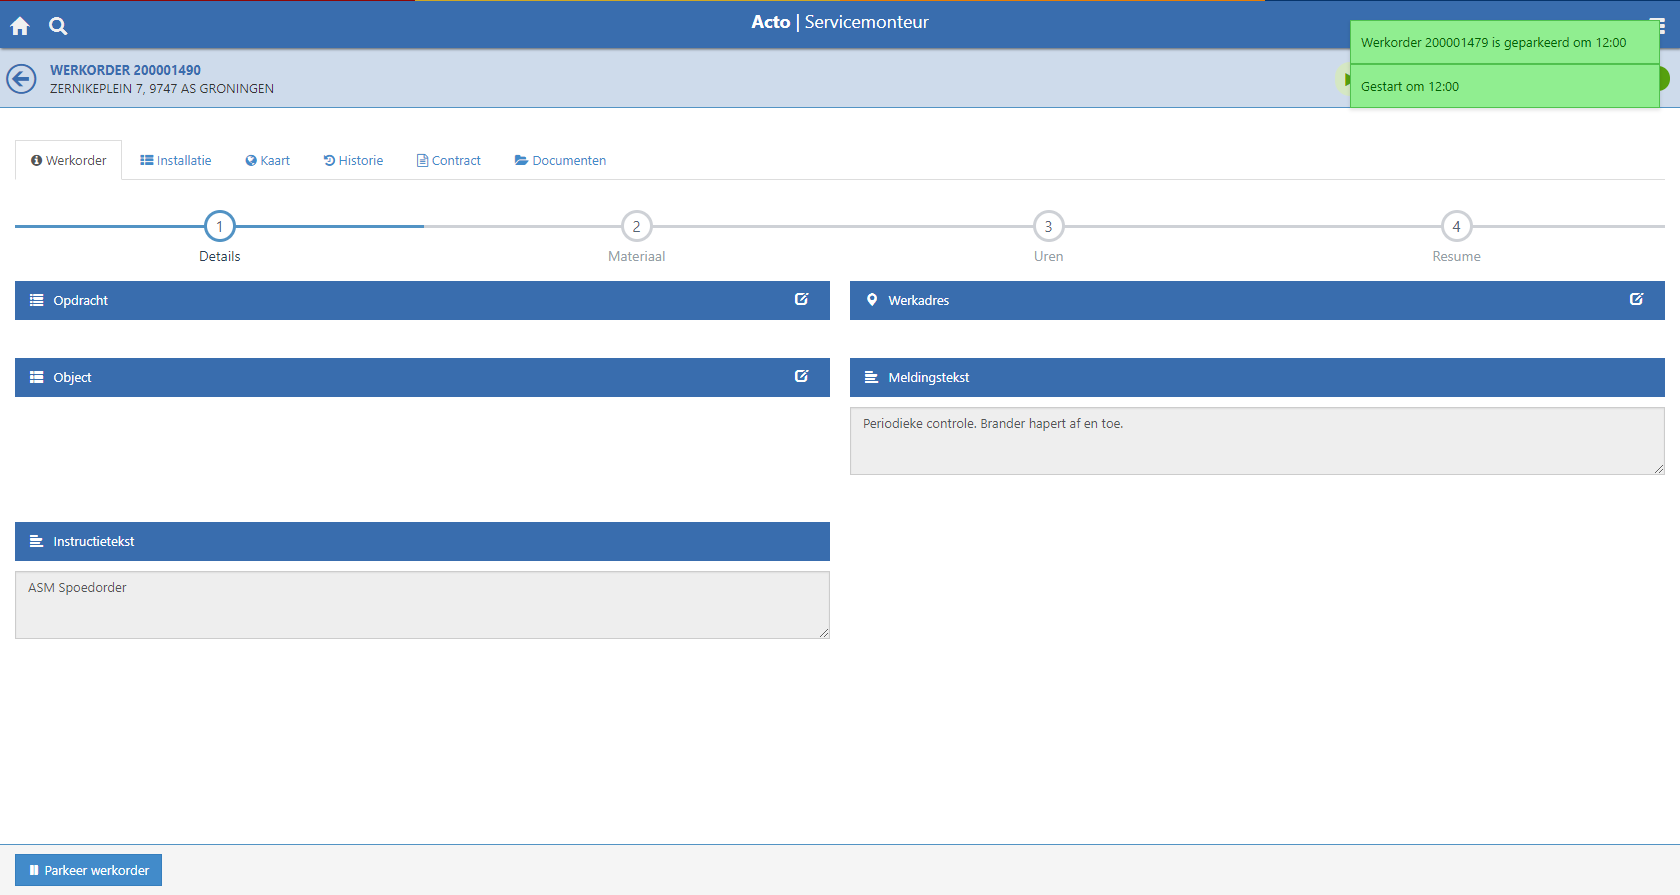 Acto | Servicemonteur
Werkorder 200001479 is geparkeerd om 12:00
Gestart om 12:00
WERKORDER 200001490
ZERNIKEPLEIN 7, 9747 AS GRONINGEN
Werkorder Installatie Kaart Historie Contract Documenten
1 2 3 4
Details Materiaal Uren Resume
Opdracht Werkadres
Object Meldingstekst
Periodieke controle. Brander hapert af en toe.
Instructietekst
ASM Spoedorder
Parkeer werkorder